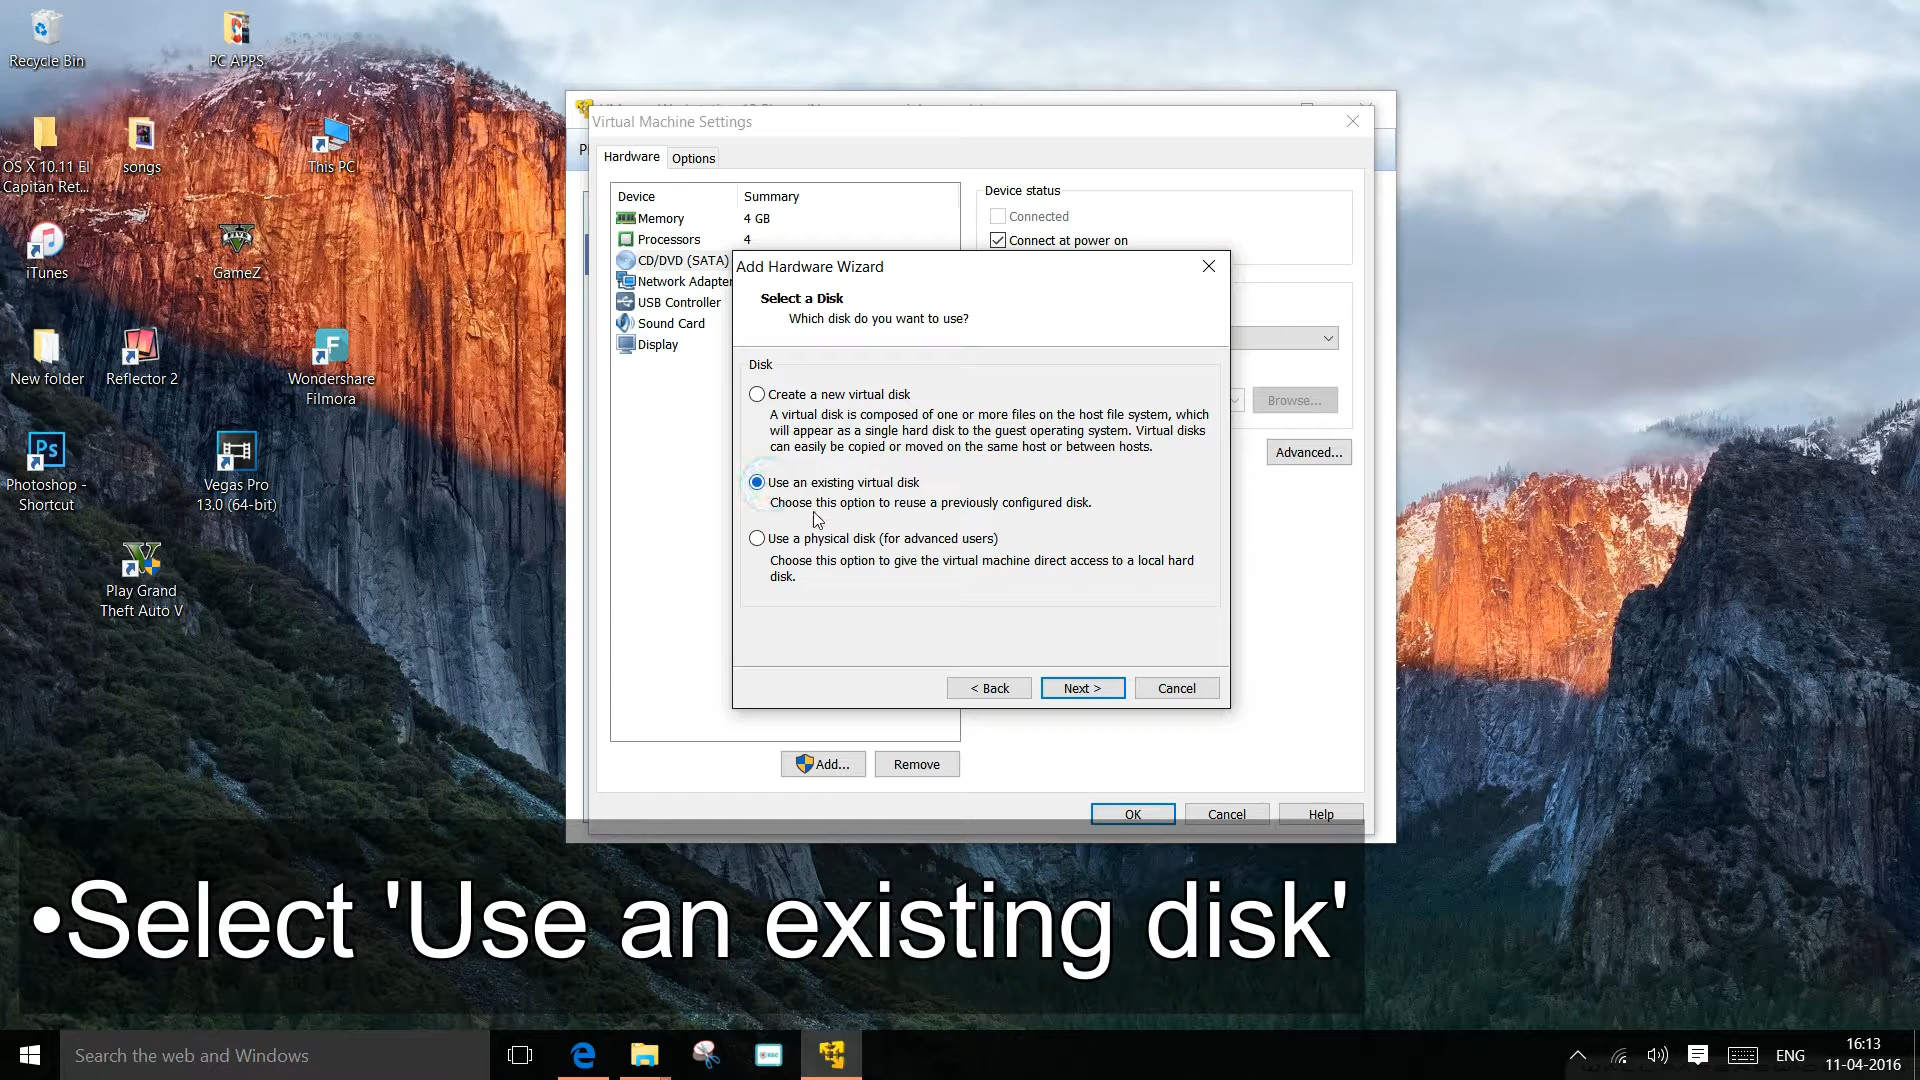 Recycle Bin
PC APPS
OS X 10.11 El
Capitan Ret...
songs
This PC
iTunes
GameZ
New folder
Reflector 2
Wondershare
Filmora
Ps
Photoshop -
Shortcut
Vegas Pro
13.0 (64-bit)
Play Grand
Theft Auto V
Virtual Machine Settings
Hardware
Options
Device
Summary
Memory
4 GB
Processors
4
CD/DVD (SATA)
Network Adapter
USB Controller
Sound Card
Display
Device status
Connected
Connect at power on
Browse...
Advanced...
Add Hardware Wizard
Select a Disk
Which disk do you want to use?
Disk
Create a new virtual disk
A virtual disk is composed of one or more files on the host file system, which
will appear as a single hard disk to the guest operating system. Virtual disks
can easily be copied or moved on the same host or between hosts.
Use an existing virtual disk
Choose this option to reuse a previously configured disk.
Use a physical disk (for advanced users)
Choose this option to give the virtual machine direct access to a local hard
disk.
< Back
Next >
Cancel
Add...
Remove
OK
Cancel
Help
•Select 'Use an existing disk'
Search the web and Windows
ENG
16:13
11-04-2016